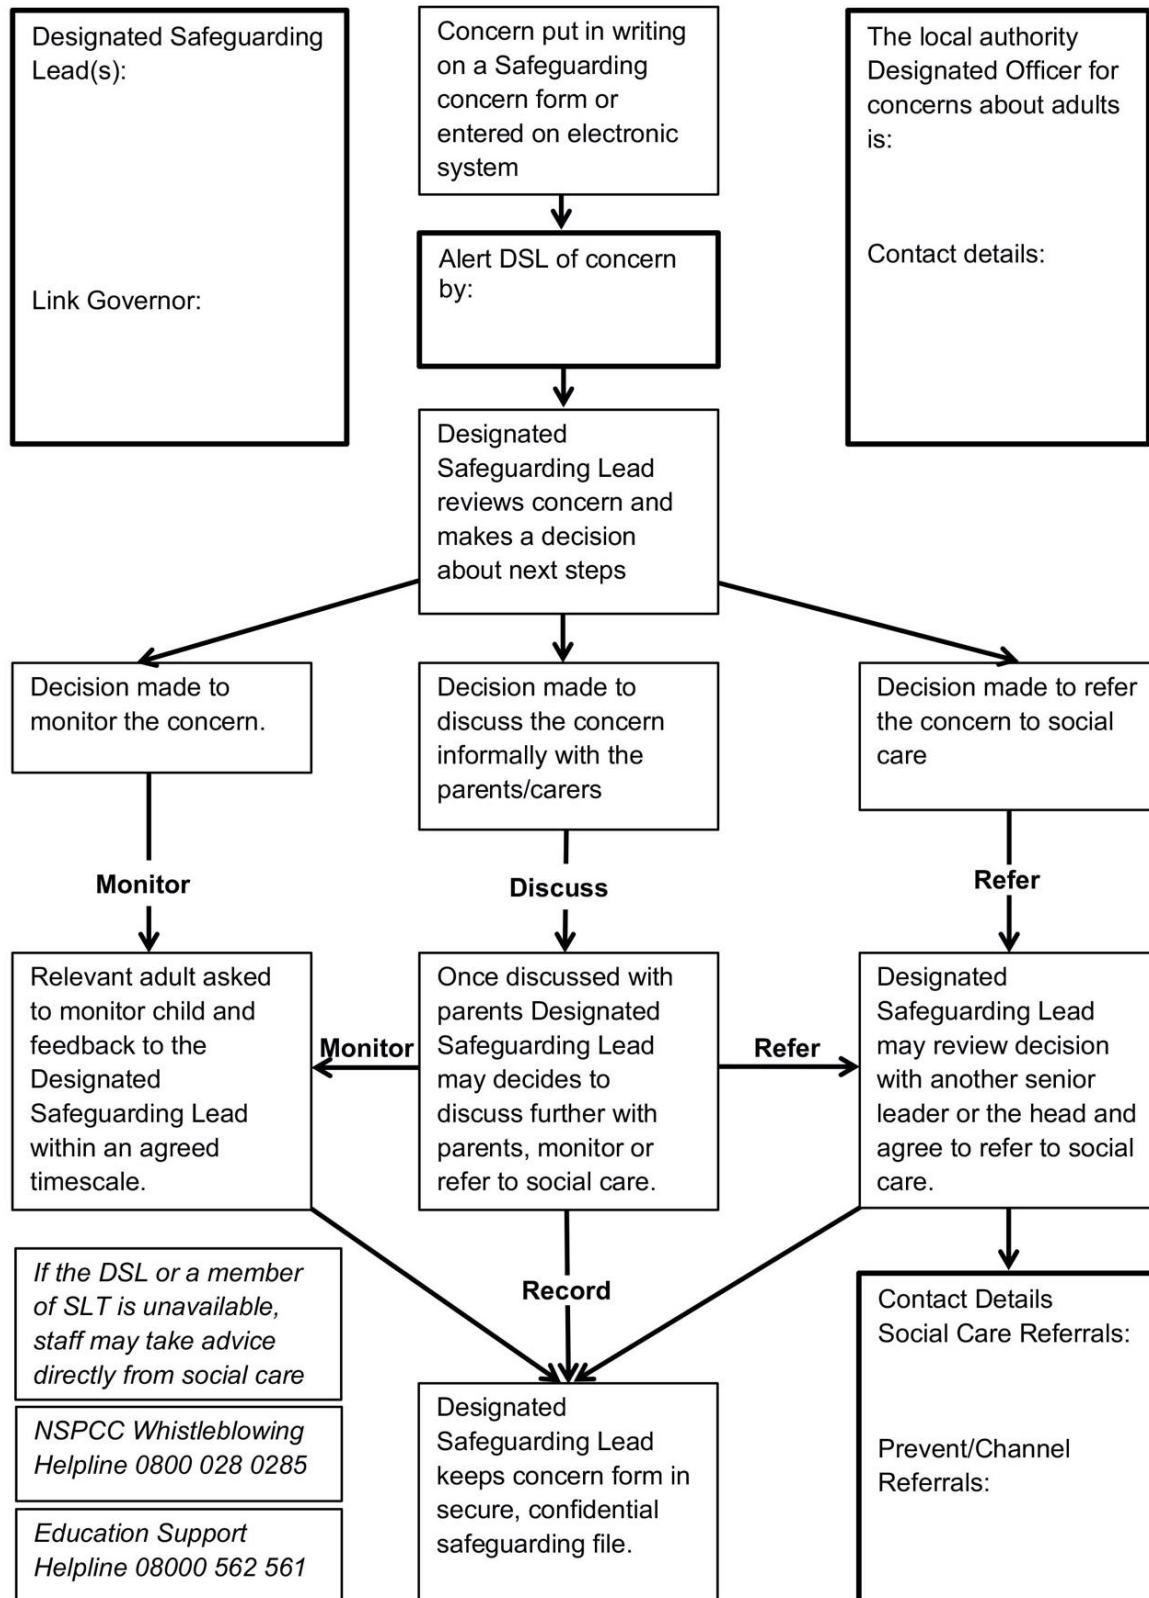 Designated Safeguarding
Lead(s):
Link Governor:
Concern put in writing
on a Safeguarding
concern form or
entered on electronic
system
The local authority
Designated Officer for
concerns about adults
is:
Contact details:
Alert DSL of concern
by:
Designated
Safeguarding Lead
reviews concern and
makes a decision
about next steps
Decision made to
monitor the concern.
Decision made to
discuss the concern
informally with the
parents/carers
Decision made to refer
the concern to social
care
Monitor
Discuss
Refer
Relevant adult asked
to monitor child and
feedback to the
Designated
Safeguarding Lead
within an agreed
timescale.
Monitor
Once discussed with
parents Designated
Safeguarding Lead
may decides to
discuss further with
parents, monitor or
refer to social care.
Refer
Designated
Safeguarding Lead
may review decision
with another senior
leader or the head and
agree to refer to social
care.
If the DSL or a member
of SLT is unavailable,
staff may take advice
directly from social care
Record
Contact Details
Social Care Referrals:
Prevent/Channel
Referrals:
NSPCC Whistleblowing
Helpline 0800 028 0285
Designated
Safeguarding Lead
keeps concern form in
secure, confidential
safeguarding file.
Education Support
Helpline 08000 562 561